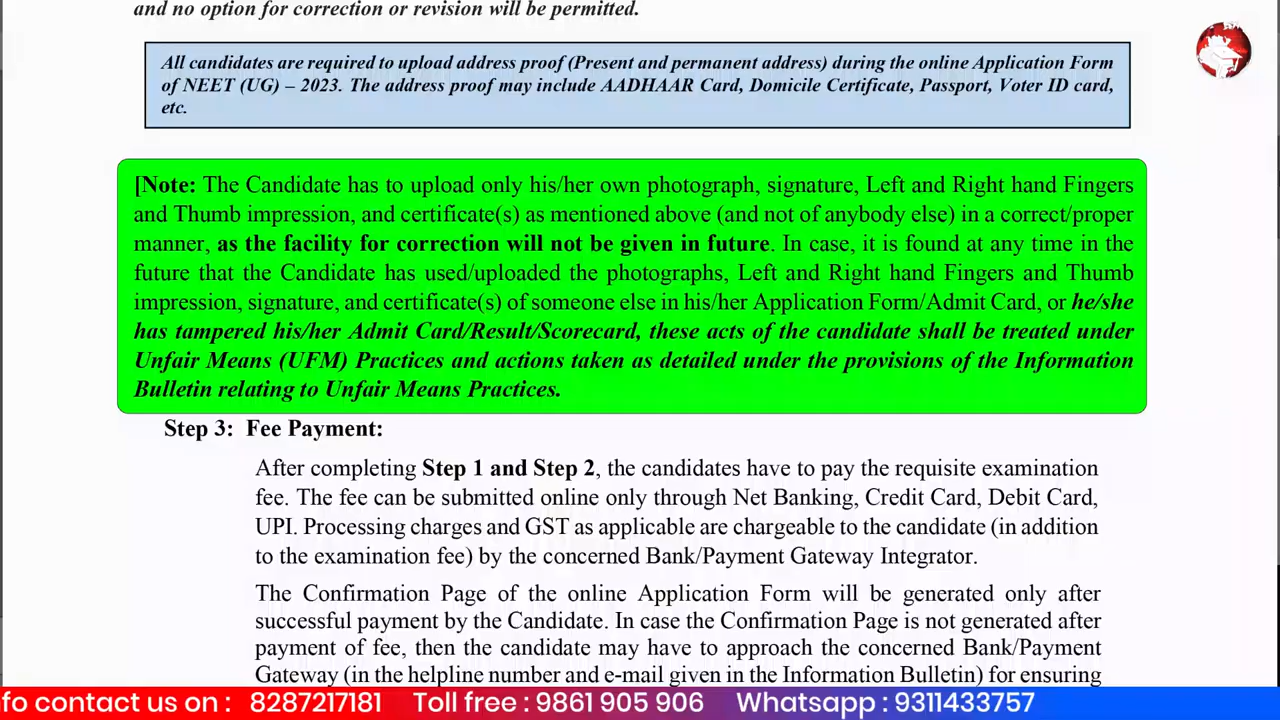 and no option for correction or revision will be permitted.
All candidates are required to upload address proof (Present and permanent address) during the online Application Form
of NEET (UG) – 2023. The address proof may include AADHAAR Card, Domicile Certificate, Passport, Voter ID card,
etc.
[Note: The Candidate has to upload only his/her own photograph, signature, Left and Right hand Fingers
and Thumb impression, and certificate(s) as mentioned above (and not of anybody else) in a correct/proper
manner, as the facility for correction will not be given in future. In case, it is found at any time in the
future that the Candidate has used/uploaded the photographs, Left and Right hand Fingers and Thumb
impression, signature, and certificate(s) of someone else in his/her Application Form/Admit Card, or he/she
has tampered his/her Admit Card/Result/Scorecard, these acts of the candidate shall be treated under
Unfair Means (UFM) Practices and actions taken as detailed under the provisions of the Information
Bulletin relating to Unfair Means Practices.
Step 3: Fee Payment:
After completing Step 1 and Step 2, the candidates have to pay the requisite examination
fee. The fee can be submitted online only through Net Banking, Credit Card, Debit Card,
UPI. Processing charges and GST as applicable are chargeable to the candidate (in addition
to the examination fee) by the concerned Bank/Payment Gateway Integrator.
The Confirmation Page of the online Application Form will be generated only after
successful payment by the Candidate. In case the Confirmation Page is not generated after
payment of fee, then the candidate may have to approach the concerned Bank/Payment
Gateway (in the helpline number and e-mail given in the Information Bulletin) for ensuring
nfo contact us on : 8287217181 Toll free : 9861 905 906 Whatsapp : 9311433757